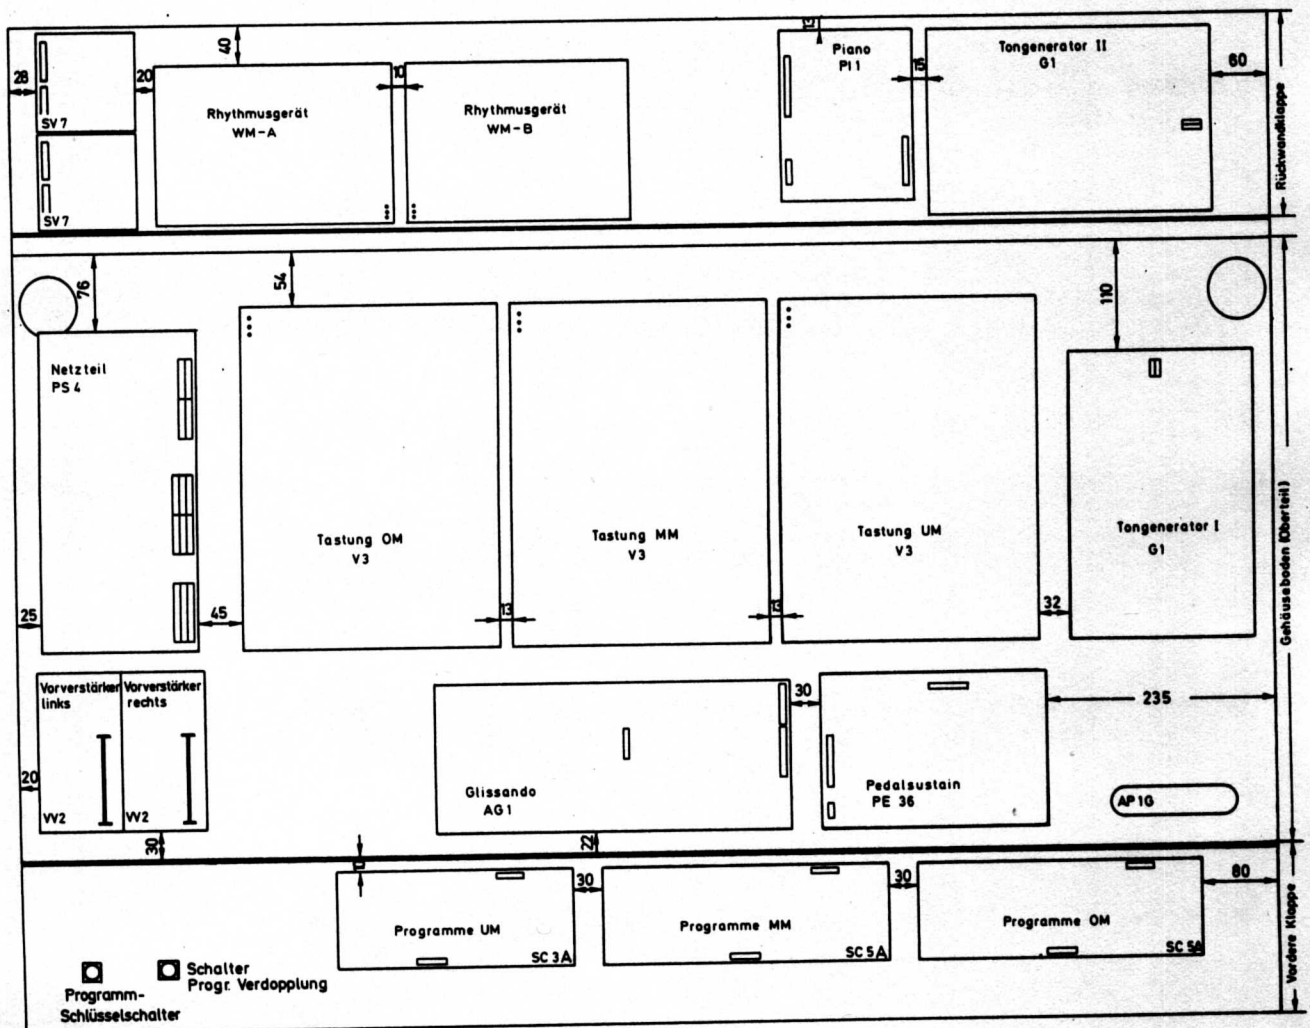 28
SV 7
SV 7
20
40
Rhythmusgerät
WM-A
10
Rhythmusgerät
WM-B
13
Piano
PI 1
15
Tongenerator II
G1
60
Rückwandklappe
76
54
110
Netzteil
PS 4
Tastung OM
V3
Tastung MM
V3
Tastung UM
V3
Tongenerator I
G1
25
45
13
13
32
Gehäuseboden (Oberteil)
Vorverstärker
links
VV2
Vorverstärker
rechts
VV2
20
30
Glissando
AG1
22
30
Pedalsustain
PE 36
235
AP1G
Programme UM
SC 3A
30
Programme MM
SC 5A
30
Programme OM
SC 5A
80
Vordere Klappe
Programm-
Schlüsselschalter
Schalter
Progr. Verdopplung